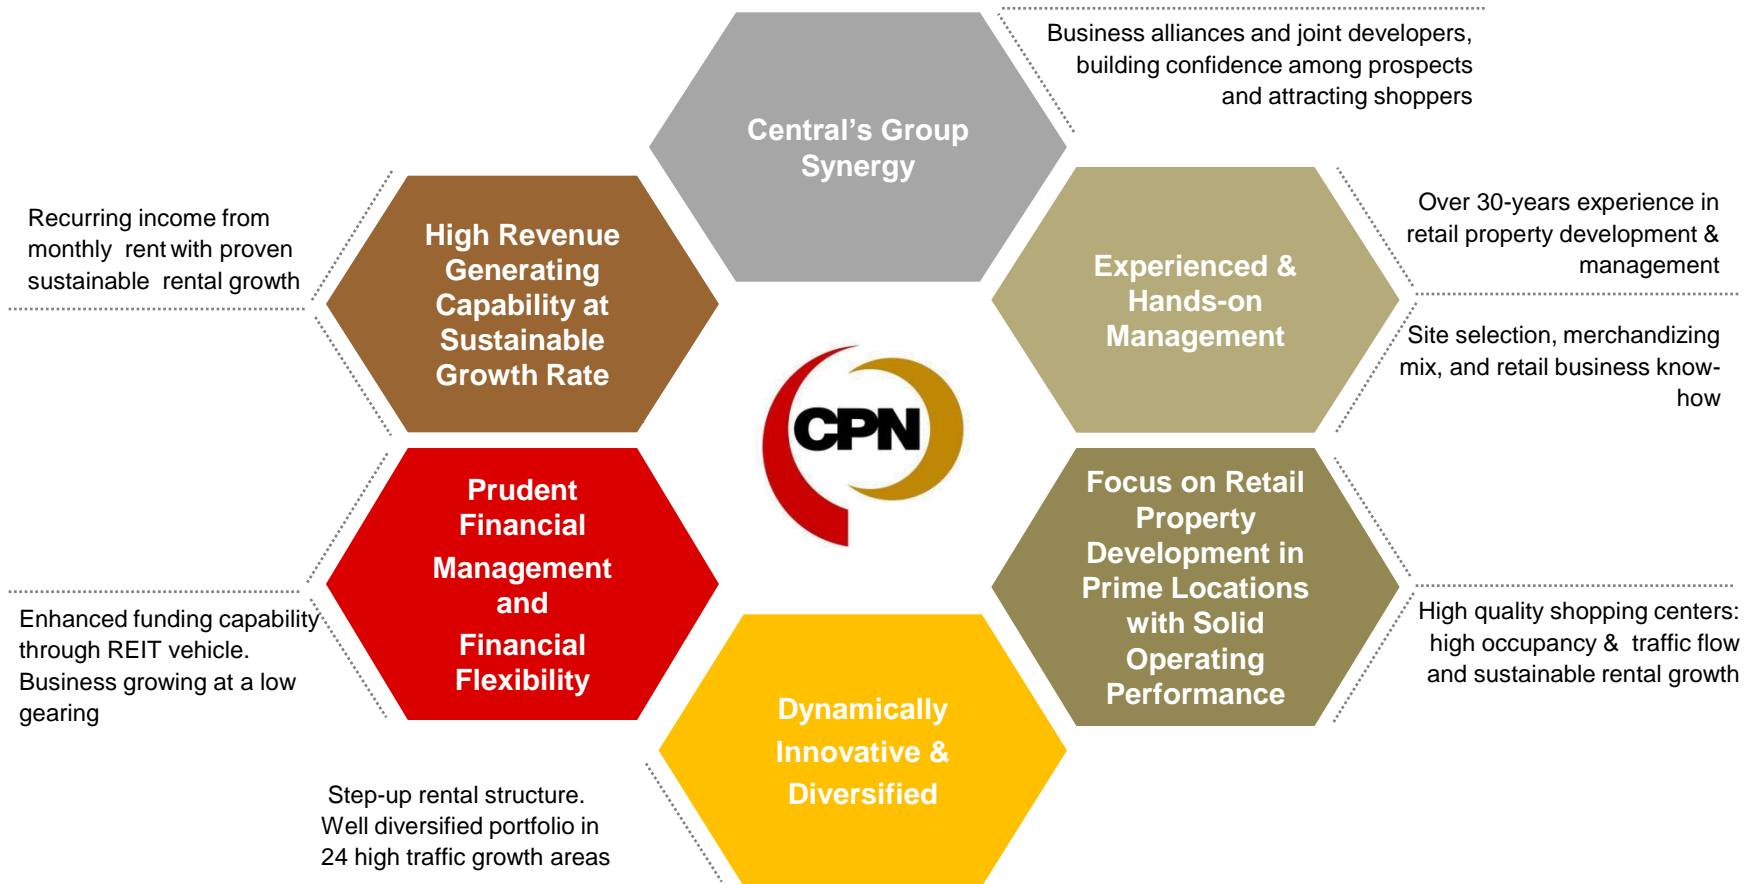 Business alliances and joint developers,
building confidence among prospects
and attracting shoppers
Central's Group
Synergy
Recurring income from
monthly rent with proven
sustainable rental growth
High Revenue
Generating
Capability at
Sustainable
Growth Rate
Experienced &
Hands-on
Management
Over 30-years experience in
retail property development &
management
Site selection, merchandizing
mix, and retail business know-
how
CPN
Prudent
Financial
Management
and
Financial
Flexibility
Enhanced funding capability
through REIT vehicle.
Business growing at a low
gearing
Focus on Retail
Property
Development in
Prime Locations
with Solid
Operating
Performance
High quality shopping centers:
high occupancy & traffic flow
and sustainable rental growth
Dynamically
Innovative &
Diversified
Step-up rental structure.
Well diversified portfolio in
24 high traffic growth areas